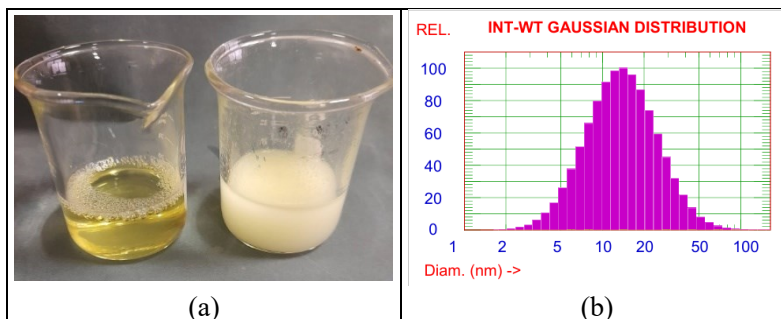 REL. INT-WT GAUSSIAN DISTRIBUTION
100
80
60
40
20
0
1 2 5 10 20 50 100
Diam. (nm) ->
(a) (b)